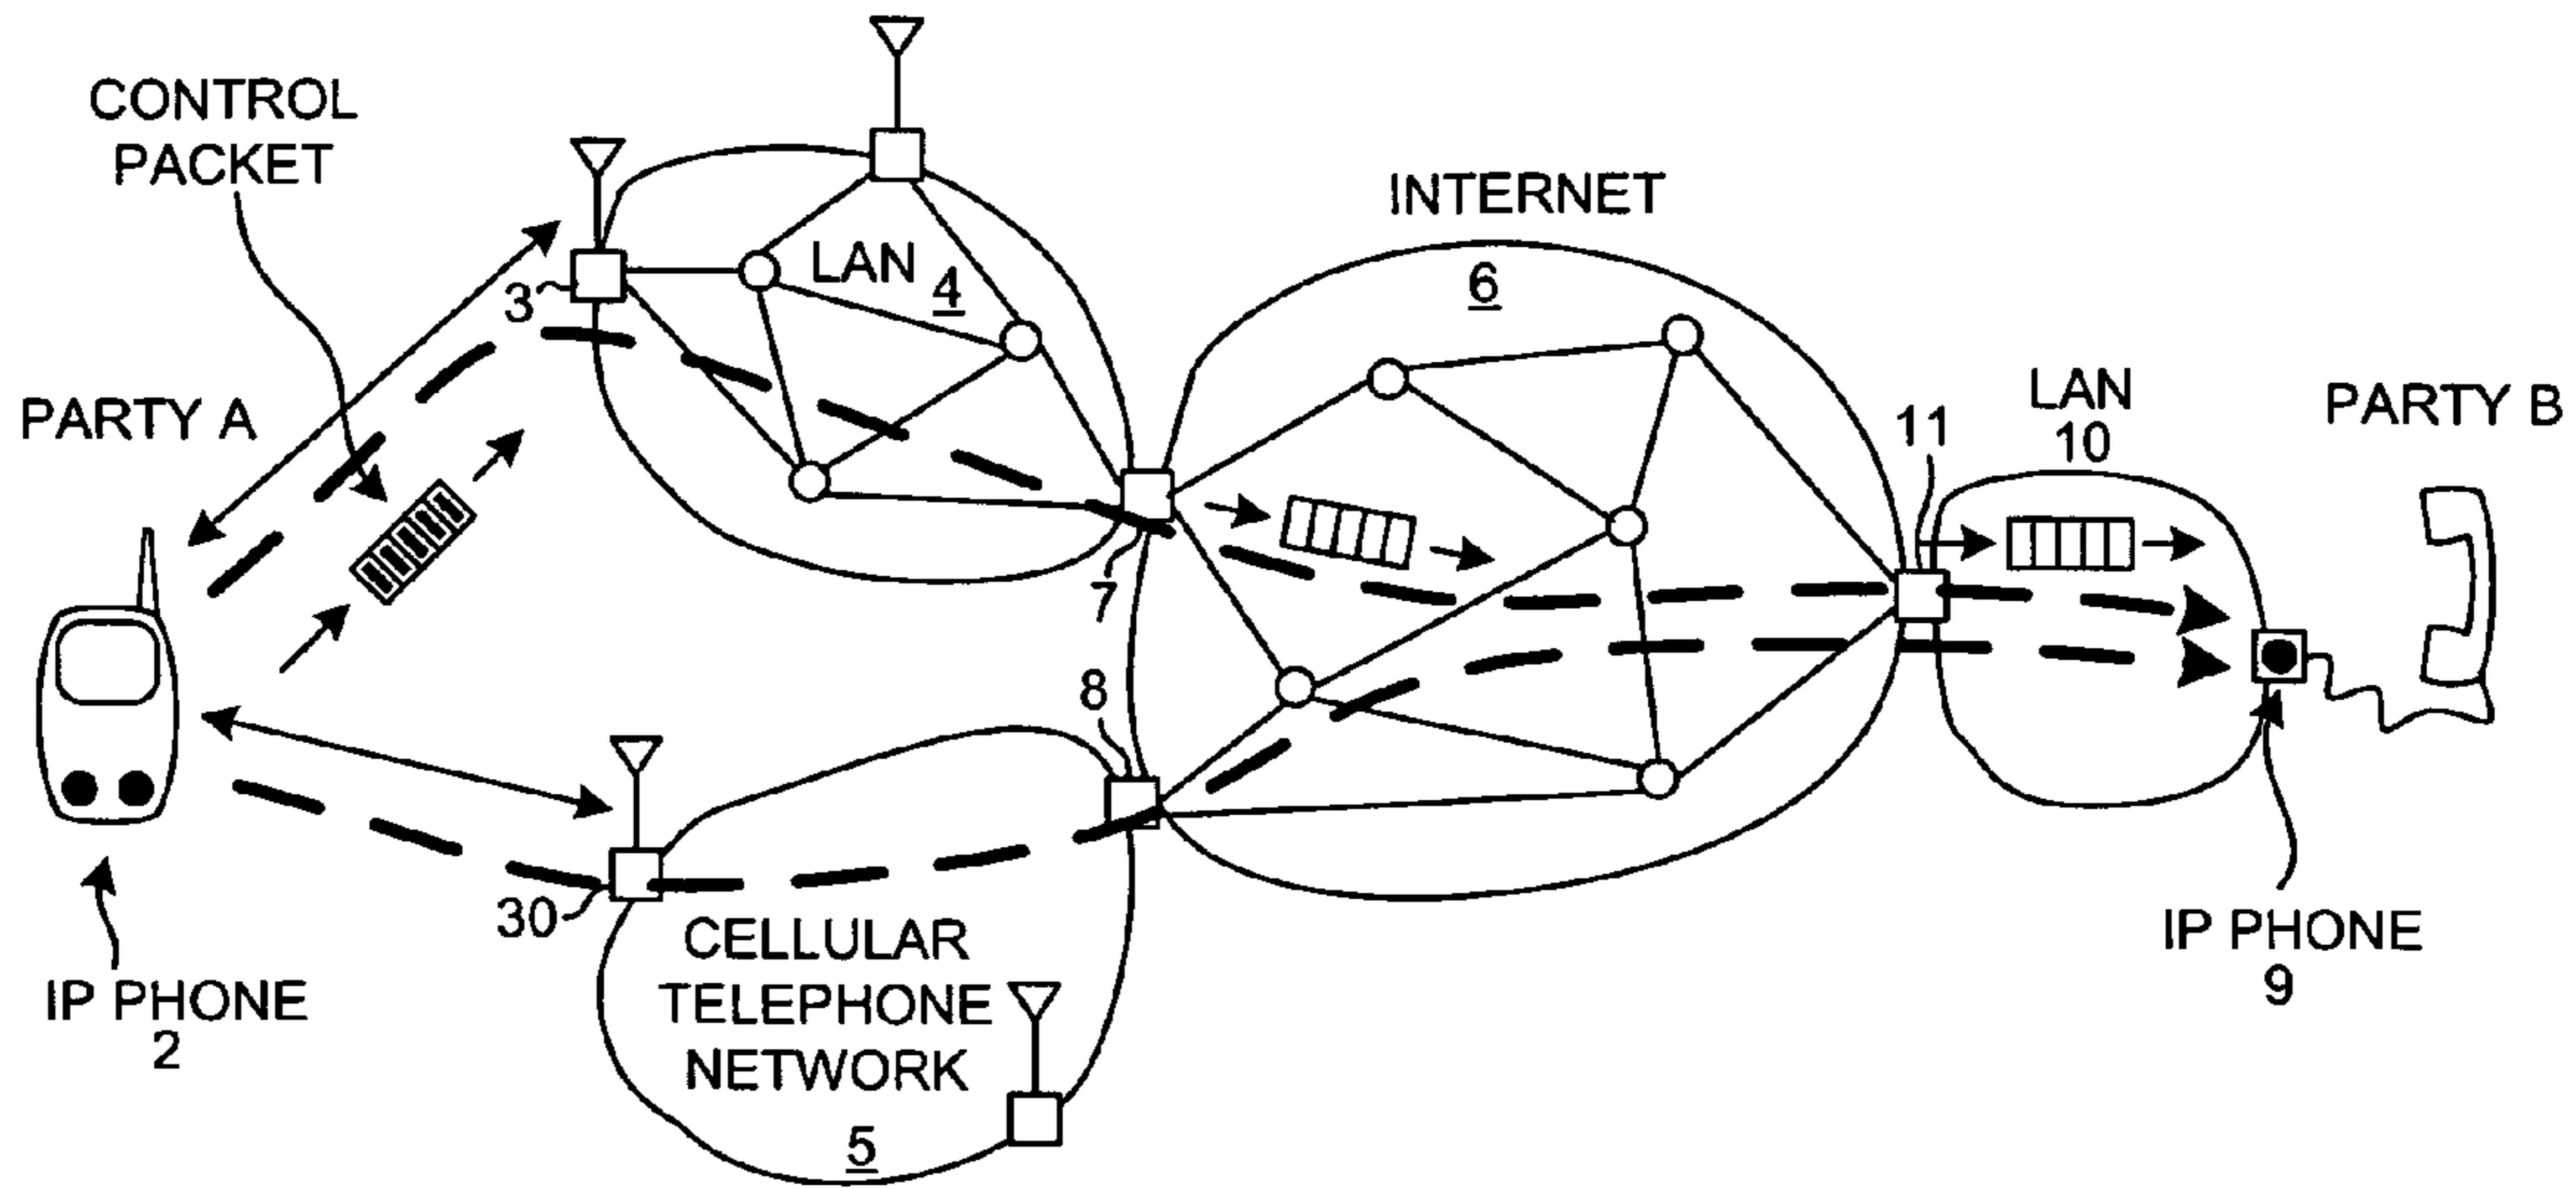 CONTROL
PACKET
INTERNET
LAN
4
6
3
PARTY A
LAN
10
11
PARTY B
7
8
30
CELLULAR
TELEPHONE
NETWORK
5
IP PHONE
2
IP PHONE
9